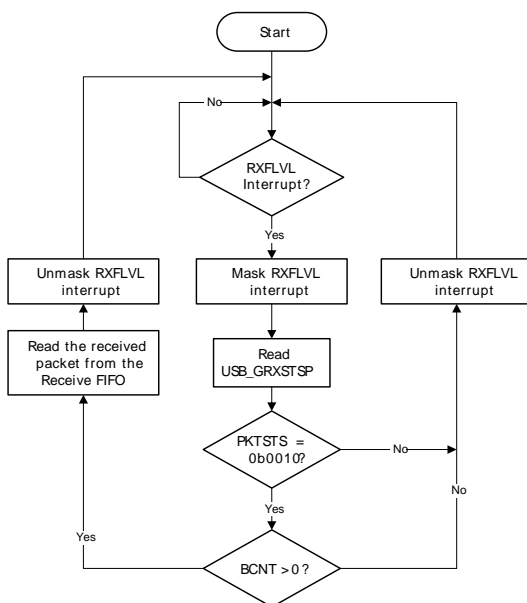 Start
No
RXFLVL
Interrupt?
Yes
Unmask RXFLVL
interrupt
Mask RXFLVL
interrupt
Unmask RXFLVL
interrupt
Read the received
packet from the
Receive FIFO
Read
USB_GRXSTSP
PKTSTS =
0b0010?
No
No
Yes
Yes
BCNT > 0 ?